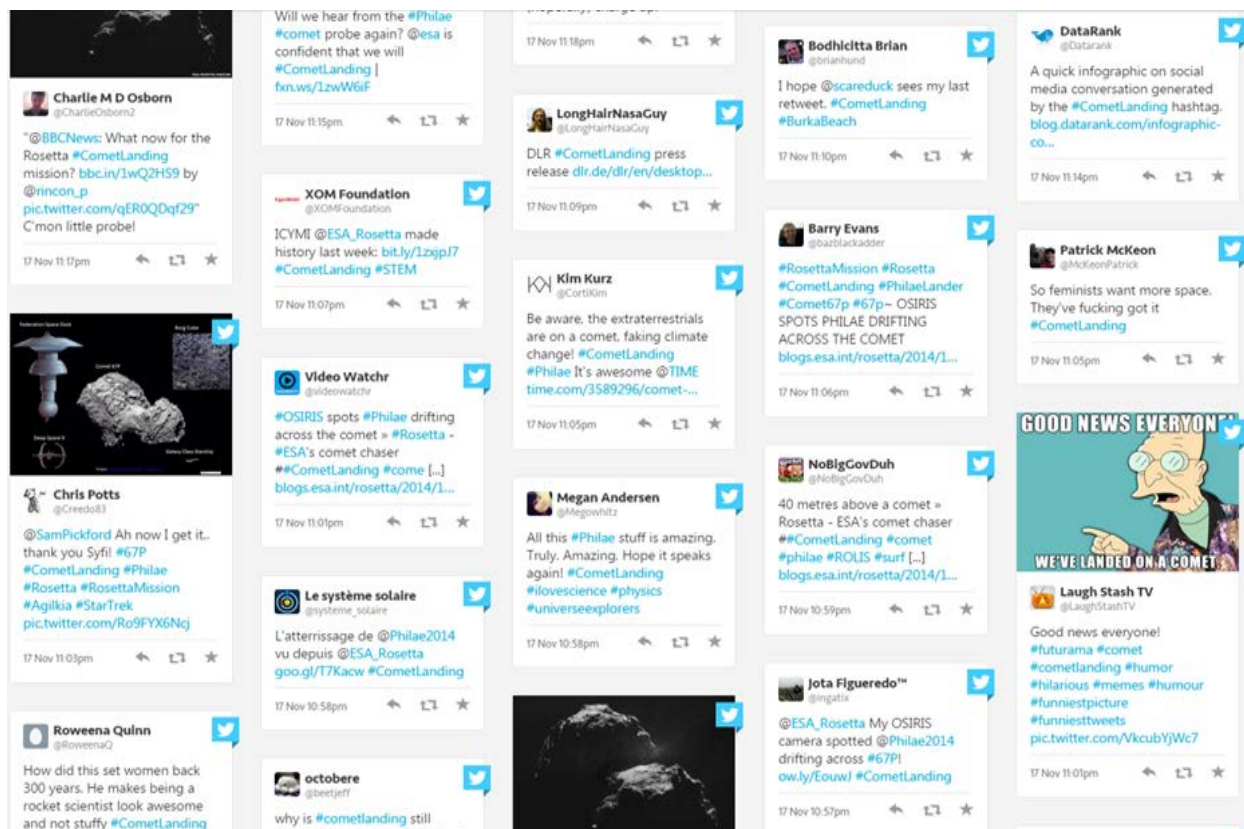 Charlie M D Osborn
@CharlieOsborn2
"@BBCNews: What now for the
Rosetta #CometLanding
mission? bbc.in/1wQ2HS9 by
@rincon_p
pic.twitter.com/qER0QDqf29"
C'mon little probe!
17 Nov 11:17pm
Federation Space Dock
Borg Cube
Comet 67P
Deep Space 9
Galaxy Class Starship
Chris Potts
@Creedo83
@SamPickford Ah now I get it..
thank you Syfi! #67P
#CometLanding #Philae
#Rosetta #RosettaMission
#Agilkia #StarTrek
pic.twitter.com/Ro9FYX6Ncj
17 Nov 11:03pm
Roweena Quinn
@RoweenaQ
How did this set women back
300 years. He makes being a
rocket scientist look awesome
and not stuffy #CometLanding
Will we hear from the #Philae
#comet probe again? @esa is
confident that we will
#CometLanding |
fxn.ws/1zwW6iF
17 Nov 11:15pm
XOM Foundation
@XOMFoundation
ICYMI @ESA_Rosetta made
history last week: bit.ly/1zxjpJ7
#CometLanding #STEM
17 Nov 11:07pm
Video Watchr
@videowatchr
#OSIRIS spots #Philae drifting
across the comet » #Rosetta -
#ESA's comet chaser
##CometLanding #come [...]
blogs.esa.int/rosetta/2014/1...
17 Nov 11:01pm
Le système solaire
@systeme_solaire
L'atterrissage de @Philae2014
vu depuis @ESA_Rosetta
goo.gl/T7Kacw #CometLanding
17 Nov 10:58pm
octobere
@beetjeff
why is #cometlanding still
17 Nov 11:18pm
LongHairNasaGuy
@LongHairNasaGuy
DLR #CometLanding press
release dlr.de/dlr/en/desktop...
17 Nov 11:09pm
Kim Kurz
@CortiKim
Be aware, the extraterrestrials
are on a comet, faking climate
change! #CometLanding
#Philae It's awesome @TIME
time.com/3589296/comet-...
17 Nov 11:05pm
Megan Andersen
@Megowhitz
All this #Philae stuff is amazing.
Truly. Amazing. Hope it speaks
again! #CometLanding
#ilovescience #physics
#universeexplorers
17 Nov 10:58pm
Bodhicitta Brian
@brianhund
I hope @scareduck sees my last
retweet. #CometLanding
#BurkaBeach
17 Nov 11:10pm
Barry Evans
@bazblackadder
#RosettaMission #Rosetta
#CometLanding #PhilaeLander
#Comet67p #67p~ OSIRIS
SPOTS PHILAE DRIFTING
ACROSS THE COMET
blogs.esa.int/rosetta/2014/1...
17 Nov 11:06pm
NoBigGovDuh
@NoBigGovDuh
40 metres above a comet »
Rosetta - ESA's comet chaser
##CometLanding #comet
#philae #ROLIS #surf [...]
blogs.esa.int/rosetta/2014/1...
17 Nov 10:59pm
Jota Figueredo™
@ingatix
@ESA_Rosetta My OSIRIS
camera spotted @Philae2014
drifting across #67P!
ow.ly/EouwJ #CometLanding
17 Nov 10:57pm
DataRank
@Datarank
A quick infographic on social
media conversation generated
by the #CometLanding hashtag.
blog.datarank.com/infographic-
co...
17 Nov 11:14pm
Patrick McKeon
@McKeonPatrick
So feminists want more space.
They've fucking got it
#CometLanding
17 Nov 11:05pm
GOOD NEWS EVERYON
WE'VE LANDED ON A COMET
Laugh Stash TV
@LaughStashTV
Good news everyone!
#futurama #comet
#cometlanding #humor
#hilarious #memes #humour
#funniestpicture
#funniesttweets
pic.twitter.com/VkcubYjWc7
17 Nov 11:01pm